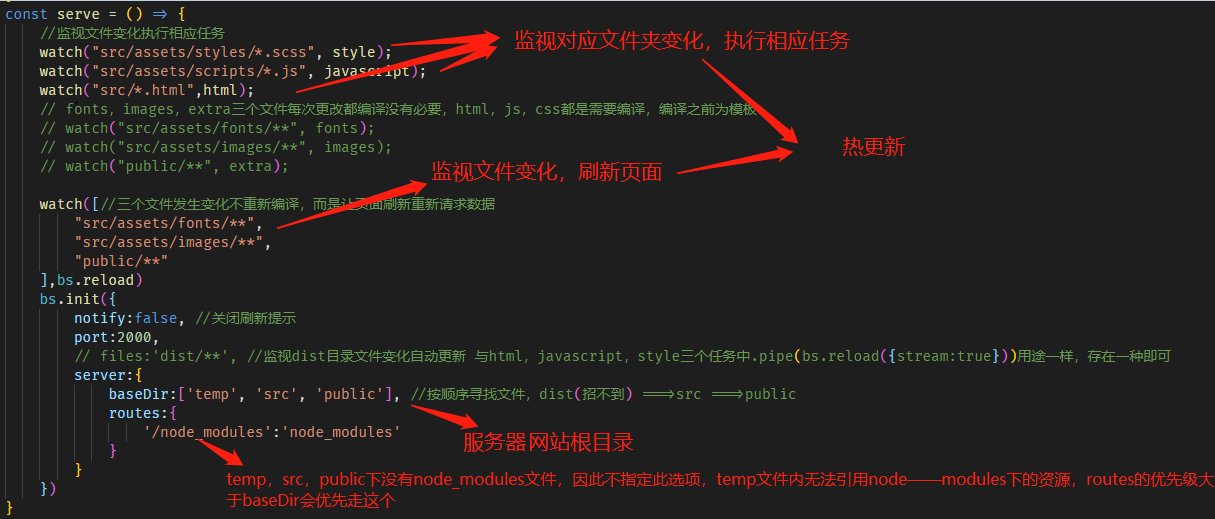 const serve = () => {
//监视文件变化执行相应任务
watch("src/assets/styles/*.scss", style);
监视对应文件夹变化，执行相应任务
watch("src/assets/scripts/*.js", javascript);
watch("src/*.html",html);
// fonts，images，extra三个文件每次更改都编译没有必要，html，js，css都是需要编译，编译之前为模板
// watch("src/assets/fonts/**", fonts);
// watch("src/assets/images/**", images);
热更新
// watch("public/**", extra);
监视文件变化，刷新页面
watch([//三个文件发生变化不重新编译，而是让页面刷新重新请求数据
"src/assets/fonts/**",
"src/assets/images/**",
"public/**"
],bs.reload)
bs.init({
notify:false, //关闭刷新提示
port:2000,
// files:'dist/**', //监视dist目录文件变化自动更新 与html，javascript，style三个任务中.pipe(bs.reload({stream:true}))用途一样，存在一种即可
server:{
baseDir:['temp', 'src', 'public'], //按顺序寻找文件，dist(招不到) ===>src ===>public
routes:{
'/node_modules':'node_modules'
服务器网站根目录
}
}
temp，src，public下没有node_modules文件，因此不指定此选项，temp文件内无法引用node——modules下的资源，routes的优先级大
于baseDir会优先走这个
})
}